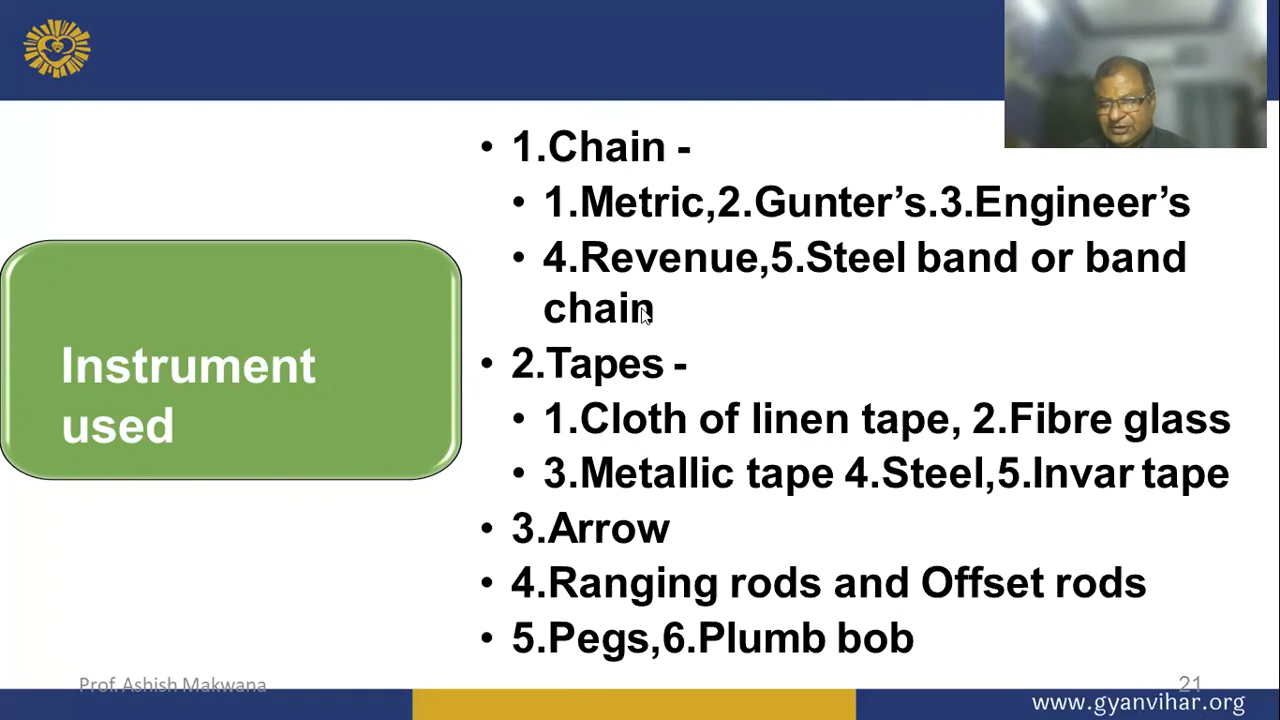 • 1.Chain -
• 1.Metric,2.Gunter’s.3.Engineer’s
• 4.Revenue,5.Steel band or band
chain
• 2.Tapes -
• 1.Cloth of linen tape, 2.Fibre glass
• 3.Metallic tape 4.Steel,5.Invar tape
• 3.Arrow
• 4.Ranging rods and Offset rods
• 5.Pegs,6.Plumb bob
Instrument
used
Prof. Ashish Makwana
21
www.gyanvihar.org